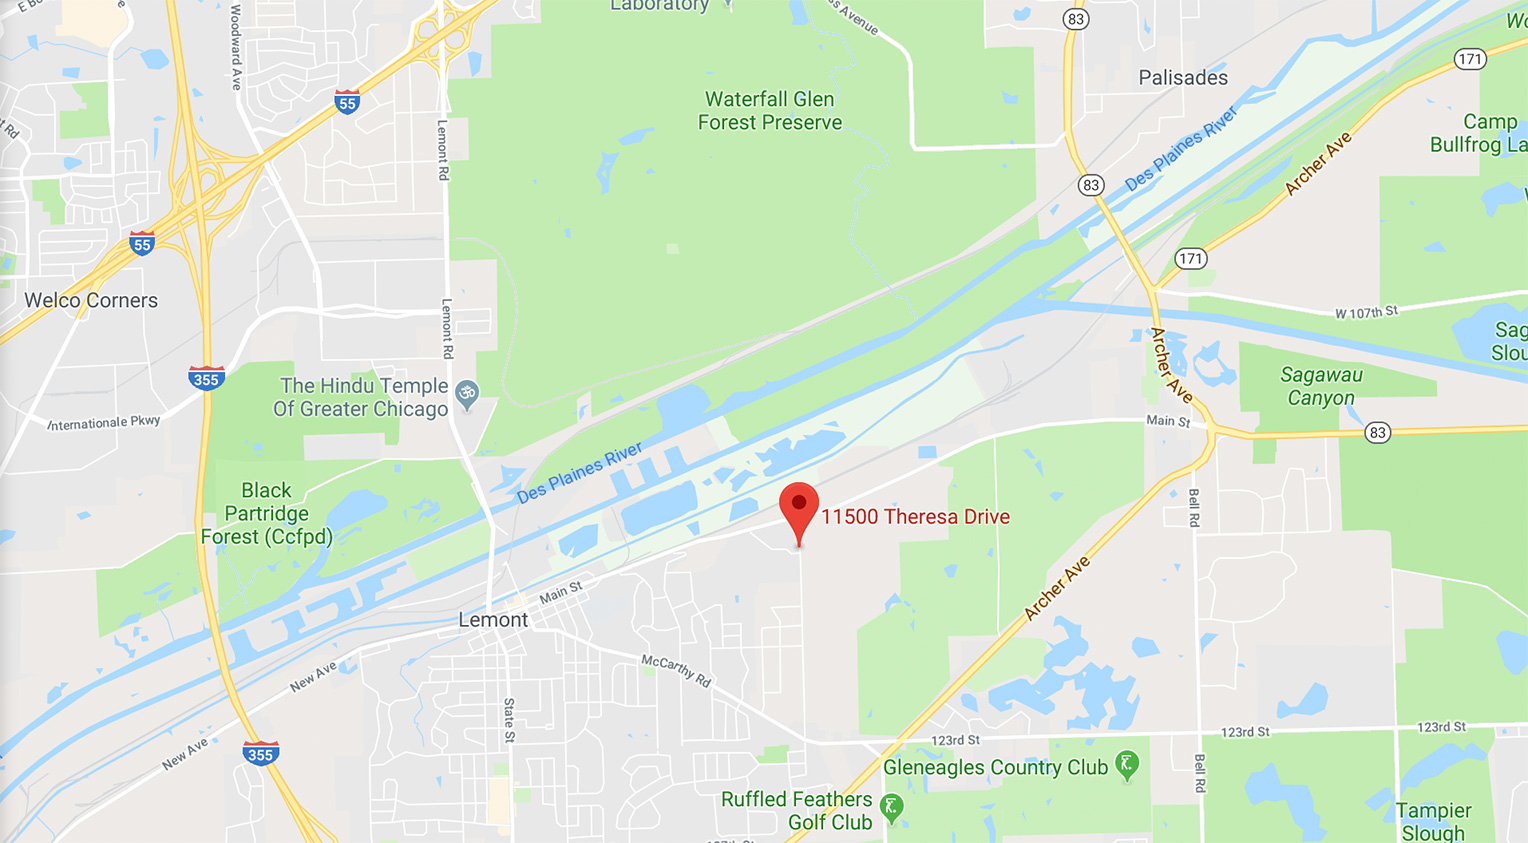 Laboratory
as Avenue
83
171
Woodward Ave
Palisades
55
Waterfall Glen
Forest Preserve
Lemont Rd
Des Plaines River
Archer Ave
Camp
Bullfrog La
83
55
171
Welco Corners
W 107th St
Lemont Rd
Sag
Slou
355
Archer Ave
The Hindu Temple
Of Greater Chicago
Sagawau
Canyon
Internationale Pkwy
Main St
83
Des Plaines River
Black
Partridge
Forest (Ccfpd)
Bell Rd
11500 Theresa Drive
Archer Ave
Main St
Lemont
McCarthy Rd
New Ave
State St
123rd St
123rd St
123rd St
New Ave
355
Gleneagles Country Club
Bell Rd
Ruffled Feathers
Golf Club
Tampier
Slough